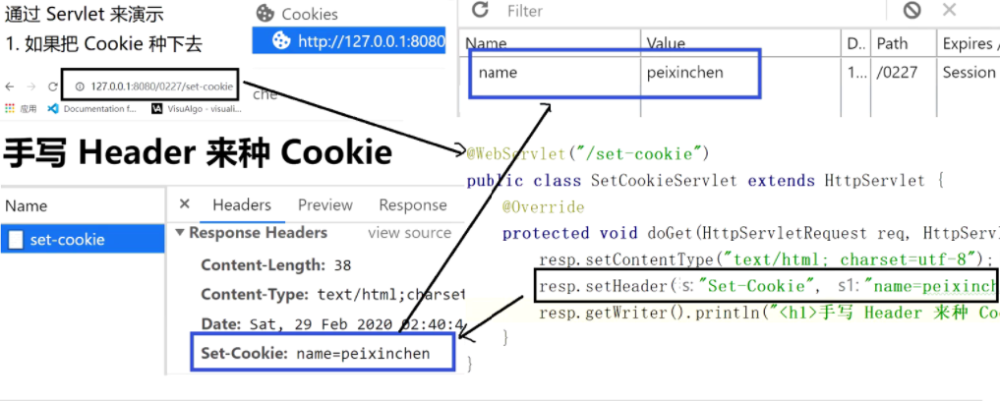 通过 Servlet 来演示
1. 如果把 Cookie 种下去
Cookies
http://127.0.0.1:8080
Filter
Name Value D.. Path Expires /
name peixinchen 1... /0227 Session
127.0.0.1:8080/0227/set-cookie
应用 Documentation f... VisuAlgo - visuali...
che
手写 Header 来种 Cookie
Name
set-cookie
Headers Preview Response
Response Headers view source
Content-Length: 38
Content-Type: text/html;charset
Date: Sat, 29 Feb 2020 02:40:4
Set-Cookie: name=peixinchen
@WebServlet("/set-cookie")
public class SetCookieServlet extends HttpServlet {
@Override
protected void doGet(HttpServletRequest req, HttpServl
resp.setContentType("text/html; charset=utf-8");
resp.setHeader( s: "Set-Cookie", s1: "name=peixinch
resp.getWriter().println("<h1>手写 Header 来种 Coo
}
}